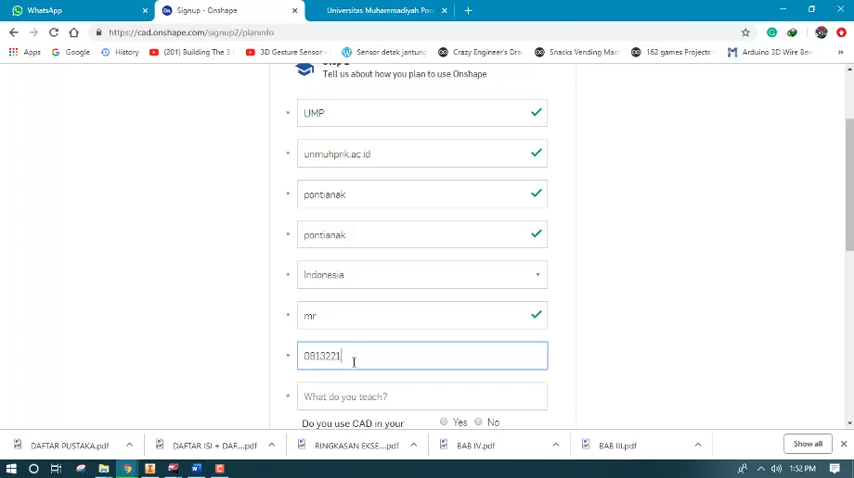 WhatsApp
Signup - Onshape
Universitas Muhammadiyah Pon
https://cad.onshape.com/signup2/planinfo
Apps
Google
History
(201) Building The 3
3D Gesture Sensor -
Sensor detak jantung
Crazy Engineer's Dra
Snacks Vending Mac
162 games Projects
Arduino 3D Wire Ben
Tell us about how you plan to use Onshape
* UMP
* unmuhpnk.ac.id
* pontianak
* pontianak
* Indonesia
* mr
* 0813221
* What do you teach?
Do you use CAD in your
Yes
No
DAFTAR PUSTAKA.pdf
DAFTAR ISI + DAF....pdf
RINGKASAN EKSE....pdf
BAB IV.pdf
BAB III.pdf
Show all
1:52 PM